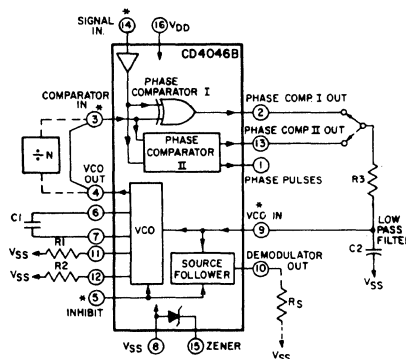 *
SIGNAL
IN.
14
16
VDD
CD4046B
PHASE
COMPARATOR I
COMPARATOR
IN
*
3
2
PHASE COMP. I OUT
PHASE
COMPARATOR
II
13
PHASE COMP. II OUT
÷N
VCO
OUT
4
1
PHASE PULSES
R3
C1
6
7
VCO
*
VCO IN
9
LOW
PASS
FILTER
VSS
R1
11
VSS
R2
12
SOURCE
FOLLOWER
DEMODULATOR
OUT
10
C2
VSS
*
5
INHIBIT
RS
VSS
8
15
ZENER
VSS